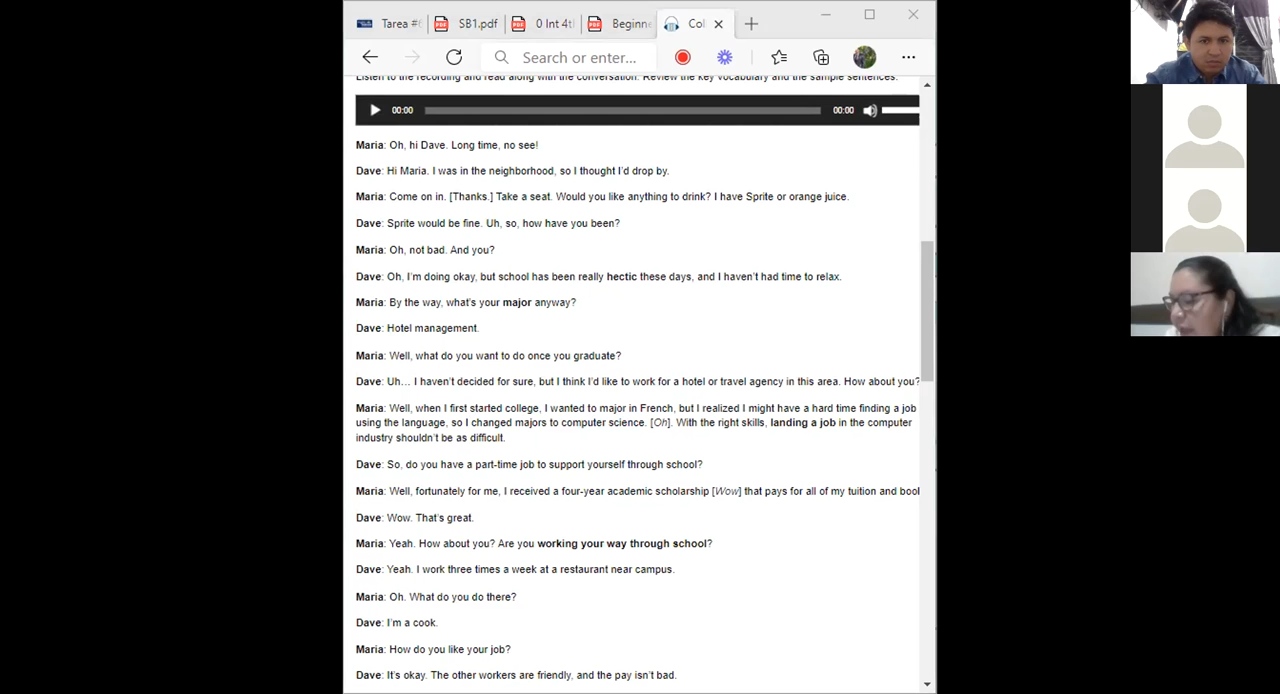 Tarea #
SB1.pdf
0 Int 4t
Beginne
Col
Search or enter...
Listen to the recording and read along with the conversation. Review the key vocabulary and the sample sentences.
00:00
00:00
Maria: Oh, hi Dave. Long time, no see!
Dave: Hi Maria. I was in the neighborhood, so I thought I'd drop by.
Maria: Come on in. [Thanks.] Take a seat. Would you like anything to drink? I have Sprite or orange juice.
Dave: Sprite would be fine. Uh, so, how have you been?
Maria: Oh, not bad. And you?
Dave: Oh, I'm doing okay, but school has been really hectic these days, and I haven't had time to relax.
Maria: By the way, what's your major anyway?
Dave: Hotel management.
Maria: Well, what do you want to do once you graduate?
Dave: Uh... I haven't decided for sure, but I think I'd like to work for a hotel or travel agency in this area. How about you?
Maria: Well, when I first started college, I wanted to major in French, but I realized I might have a hard time finding a job
using the language, so I changed majors to computer science. [Oh]. With the right skills, landing a job in the computer
industry shouldn't be as difficult.
Dave: So, do you have a part-time job to support yourself through school?
Maria: Well, fortunately for me, I received a four-year academic scholarship [Wow] that pays for all of my tuition and bool
Dave: Wow. That's great.
Maria: Yeah. How about you? Are you working your way through school?
Dave: Yeah. I work three times a week at a restaurant near campus.
Maria: Oh. What do you do there?
Dave: I'm a cook.
Maria: How do you like your job?
Dave: It's okay. The other workers are friendly, and the pay isn't bad.